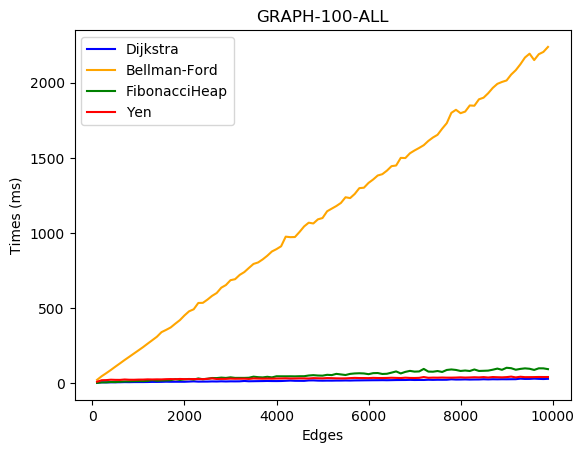 GRAPH-100-ALL
Dijkstra
Bellman-Ford
FibonacciHeap
Yen
Times (ms)
2000
1500
1000
500
0
0 2000 4000 6000 8000 10000
Edges